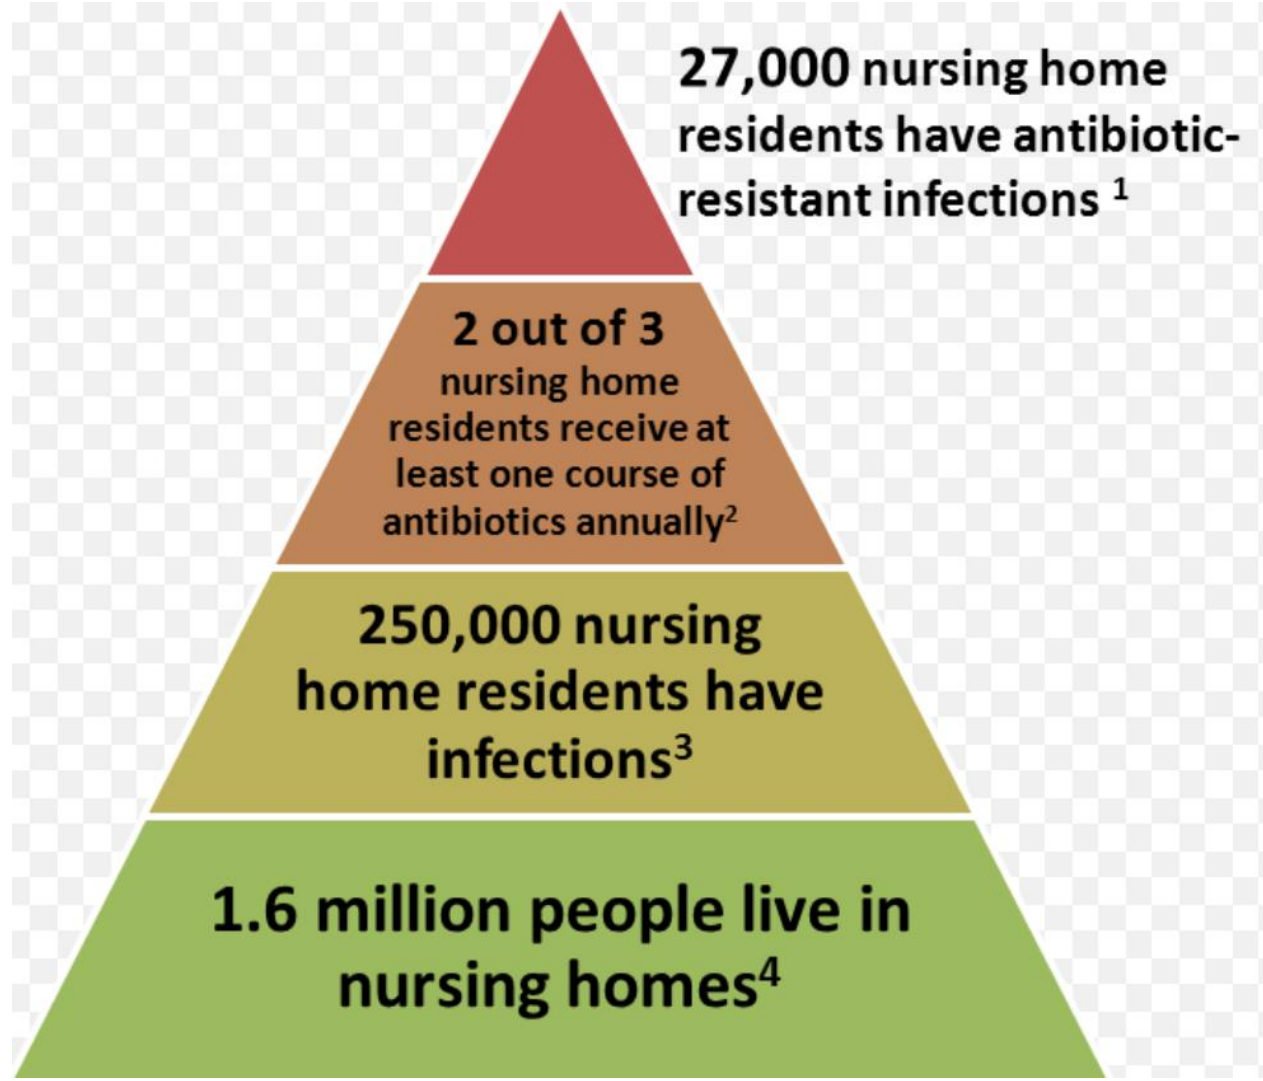 27,000 nursing home
residents have antibiotic-
resistant infections 1
2 out of 3
nursing home
residents receive at
least one course of
antibiotics annually2
250,000 nursing
home residents have
infections3
1.6 million people live in
nursing homes4